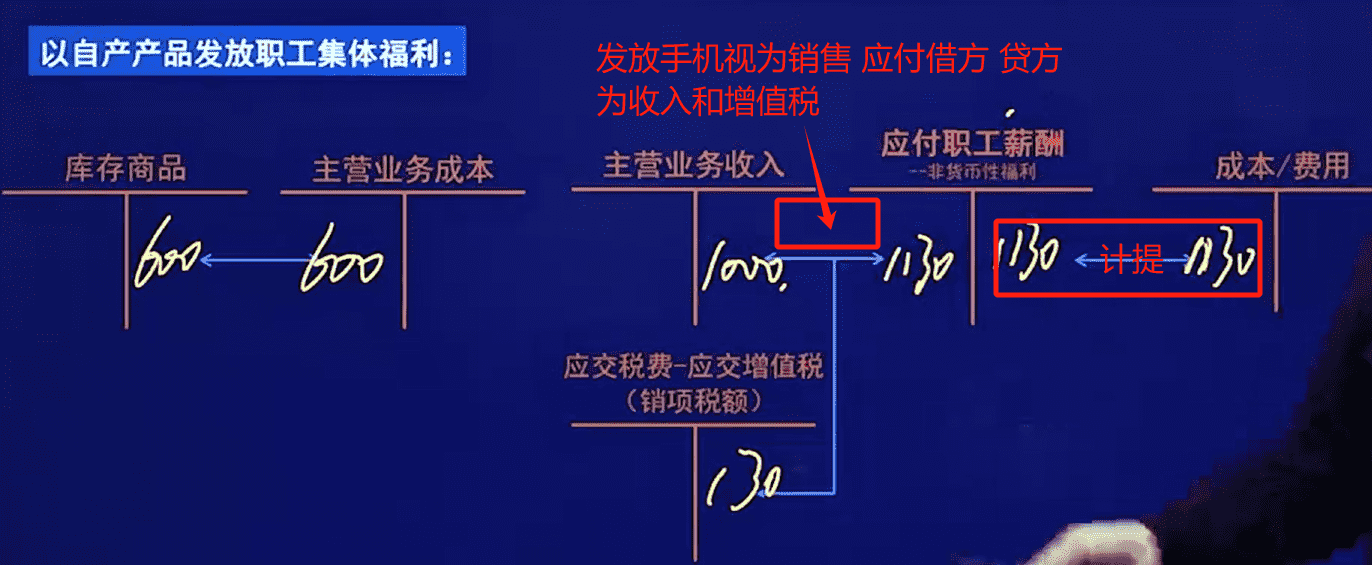 以自产产品发放职工集体福利：
发放手机视为销售 应付借方 贷方
为收入和增值税
库存商品
主营业务成本
主营业务收入
应付职工薪酬
--非货币性福利
成本/费用
600
600
1000.
1130
1130
计提
1130
应交税费-应交增值税
（销项税额）
130